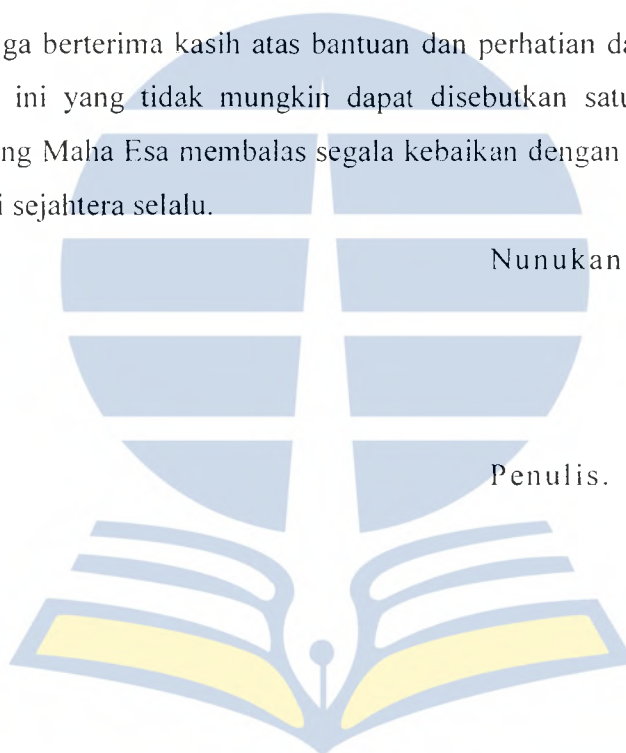 ga berterima kasih atas bantuan dan perhatian da
ini yang tidak mungkin dapat disebutkan satu
ng Maha Esa membalas segala kebaikan dengan
i sejahtera selalu.
Nunukan
Penulis.